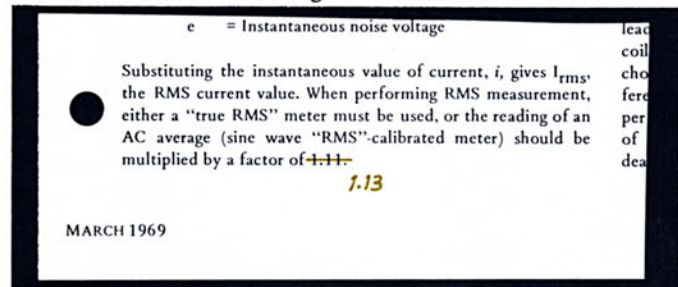 e = Instantaneous noise voltage
Substituting the instantaneous value of current, i, gives Irms,
the RMS current value. When performing RMS measurement,
either a "true RMS" meter must be used, or the reading of an
AC average (sine wave "RMS"-calibrated meter) should be
multiplied by a factor of 1.11.
1.13
MARCH 1969
coil
cho
fere
per
of
dea